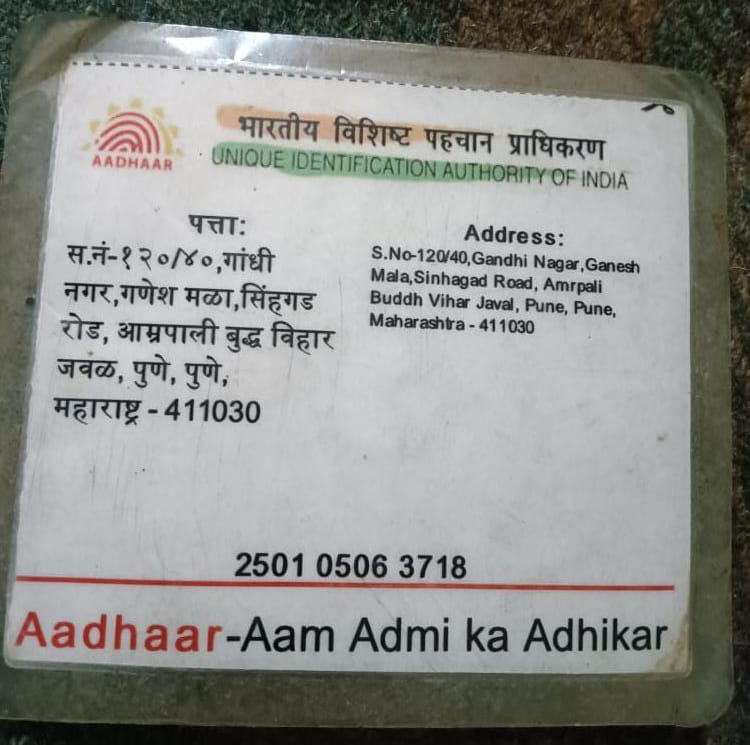 AADHAAR
भारतीय विशिष्ट पहचान प्राधिकरण
UNIQUE IDENTIFICATION AUTHORITY OF INDIA
पत्ता:
स.नं-१२०/४०,गांधी
नगर,गणेश मळा,सिंहगड
रोड, आम्रपाली बुद्ध विहार
जवळ, पुणे, पुणे,
महाराष्ट्र - 411030
Address:
S.No-120/40,Gandhi Nagar,Ganesh
Mala,Sinhagad Road, Amrpali
Buddh Vihar Javal, Pune, Pune,
Maharashtra - 411030
2501 0506 3718
Aadhaar-Aam Admi ka Adhikar